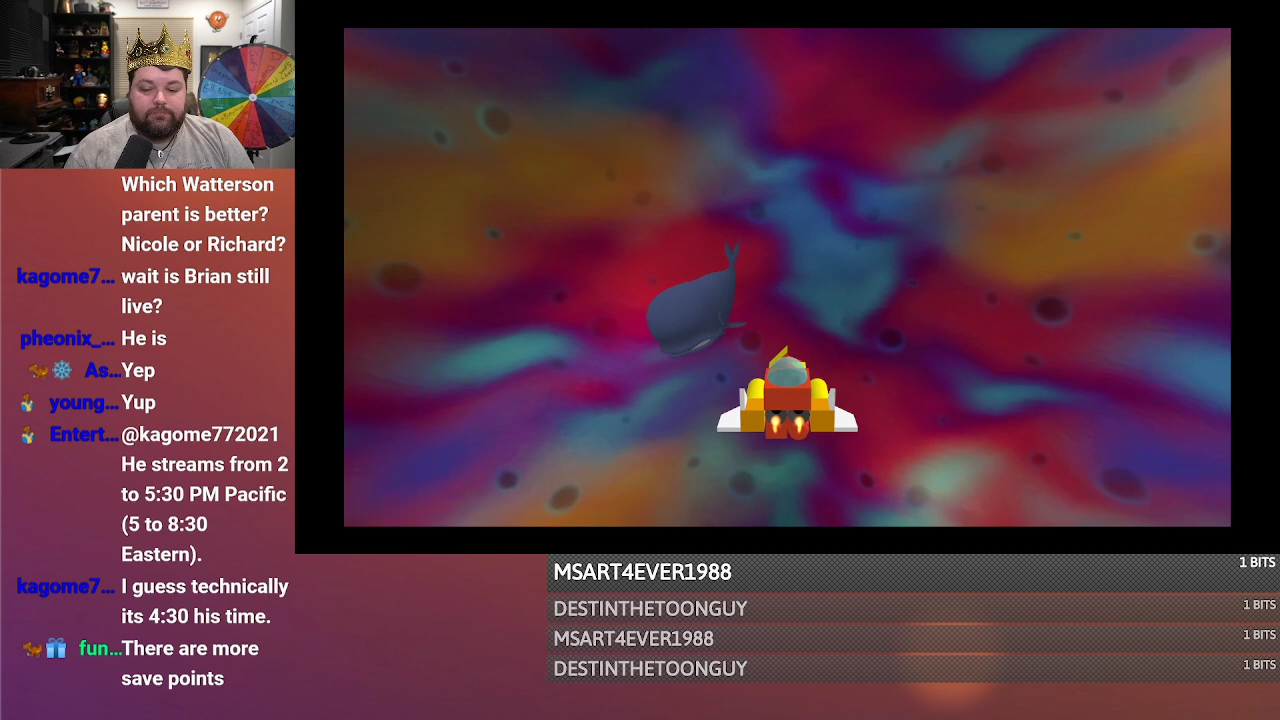 Which Watterson
parent is better?
Nicole or Richard?
kagome7... wait is Brian still
live?
pheonix_... He is
As... Yep
young... Yup
Entert... @kagome772021
He streams from 2
to 5:30 PM Pacific
(5 to 8:30
Eastern).
kagome7... I guess technically
its 4:30 his time.
fun... There are more
save points
MSART4EVER1988 1 BITS
DESTINTHETOONGUY 1 BITS
MSART4EVER1988 1 BITS
DESTINTHETOONGUY 1 BITS